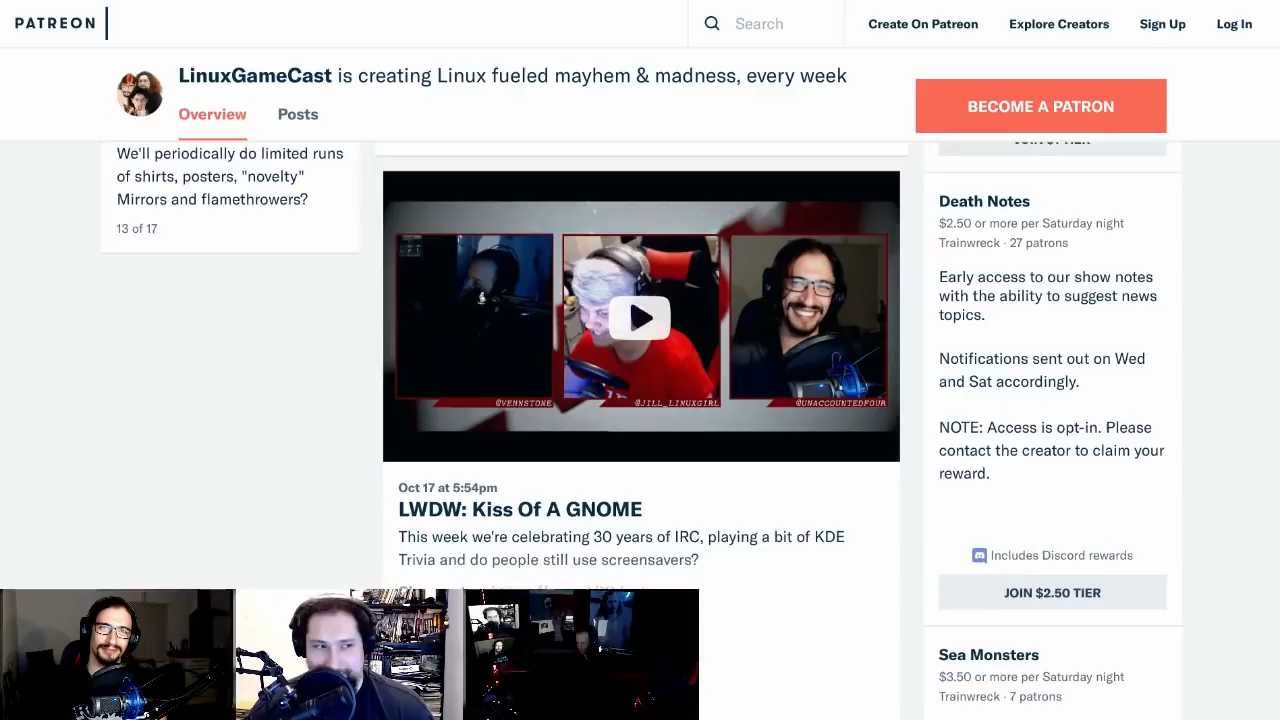 PATREON
Search
Create On Patreon
Explore Creators
Sign Up
Log In
LinuxGameCast is creating Linux fueled mayhem & madness, every week
Overview
Posts
BECOME A PATRON
We'll periodically do limited runs
of shirts, posters, "novelty"
Mirrors and flamethrowers?
13 of 17
@VENNSTONE
@JILL_LINUXGIRL
@UNACCOUNTEDFOUR
Oct 17 at 5:54pm
LWDW: Kiss Of A GNOME
This week we're celebrating 30 years of IRC, playing a bit of KDE
Trivia and do people still use screensavers?
Death Notes
$2.50 or more per Saturday night
Trainwreck · 27 patrons
Early access to our show notes
with the ability to suggest news
topics.
Notifications sent out on Wed
and Sat accordingly.
NOTE: Access is opt-in. Please
contact the creator to claim your
reward.
Includes Discord rewards
JOIN $2.50 TIER
Sea Monsters
$3.50 or more per Saturday night
Trainwreck · 7 patrons